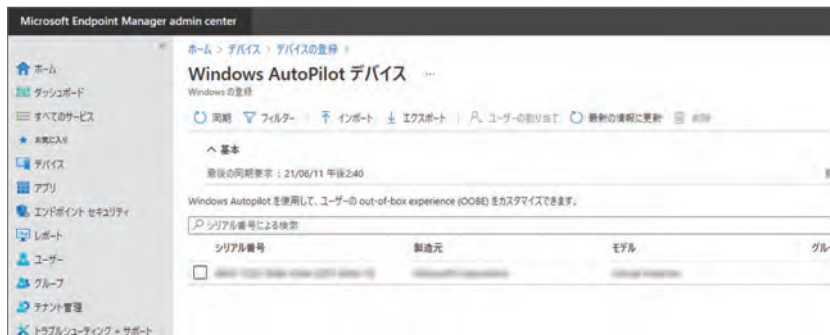 Microsoft Endpoint Manager admin center
«
ホーム > デバイス > デバイスの登録 >
ホーム
ダッシュボード
すべてのサービス
お気に入り
デバイス
アプリ
エンドポイント セキュリティ
レポート
ユーザー
グループ
テナント管理
トラブルシューティング + サポート
Windows AutoPilot デバイス ...
Windows の登録
同期 フィルター インポート エクスポート ユーザーの割り当て 最新の情報に更新 削除
基本
最後の同期要求 : 21/06/11 午後2:40
Windows Autopilot を使用して、ユーザーの out-of-box experience (OOBE) をカスタマイズできます。
シリアル番号による検索
シリアル番号 製造元 モデル グル